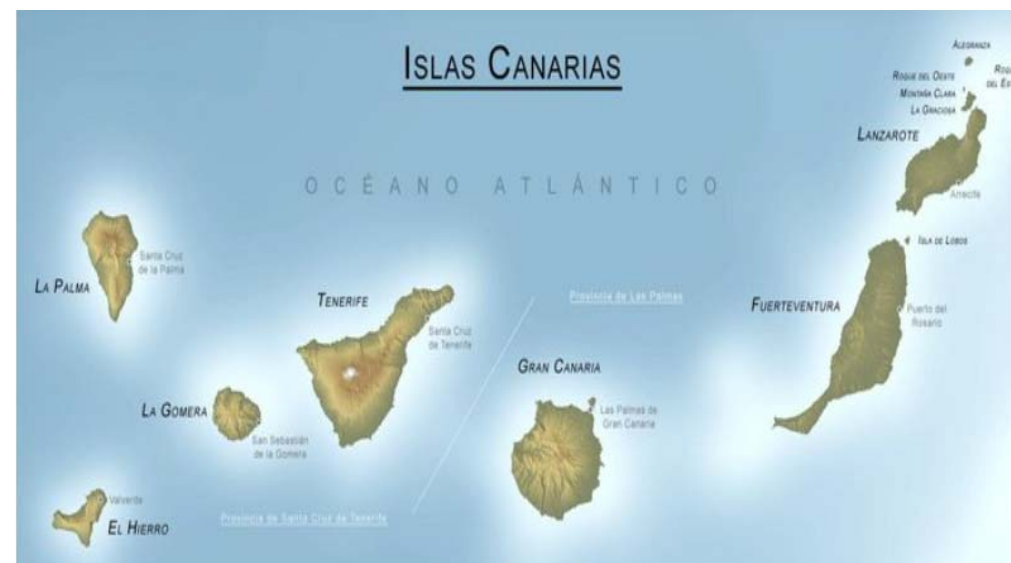 ISLAS CANARIAS
ALEGRANZA
ROQUE DEL OESTE
MONTAÑA CLARA
LA GRACIOSA
LANZAROTE
OCÉANO ATLÁNTICO
Arrecife
ISLA DE LOBOS
Santa Cruz
de la Palma
LA PALMA
TENERIFE
Provincia de Las Palmas
FUERTEVENTURA
Puerto del
Rosario
Santa Cruz
de Tenerife
GRAN CANARIA
LA GOMERA
Las Palmas de
Gran Canaria
San Sebastián
de la Gomera
Valverde
EL HIERRO
Provincia de Santa Cruz de Tenerife